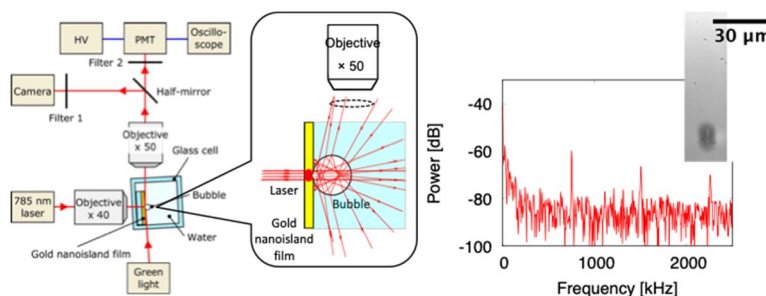 HV
PMT
Oscillo-
scope
Filter 2
Camera
Half-mirror
Filter 1
Objective
× 50
Glass cell
Bubble
785 nm
laser
Objective
x 40
Water
Gold nanoisland film
Green
light
Objective
× 50
Laser
Bubble
Gold
nanoisland
film
30 μm
Power [dB]
-40
-60
-80
-100
0
1000
2000
Frequency [kHz]